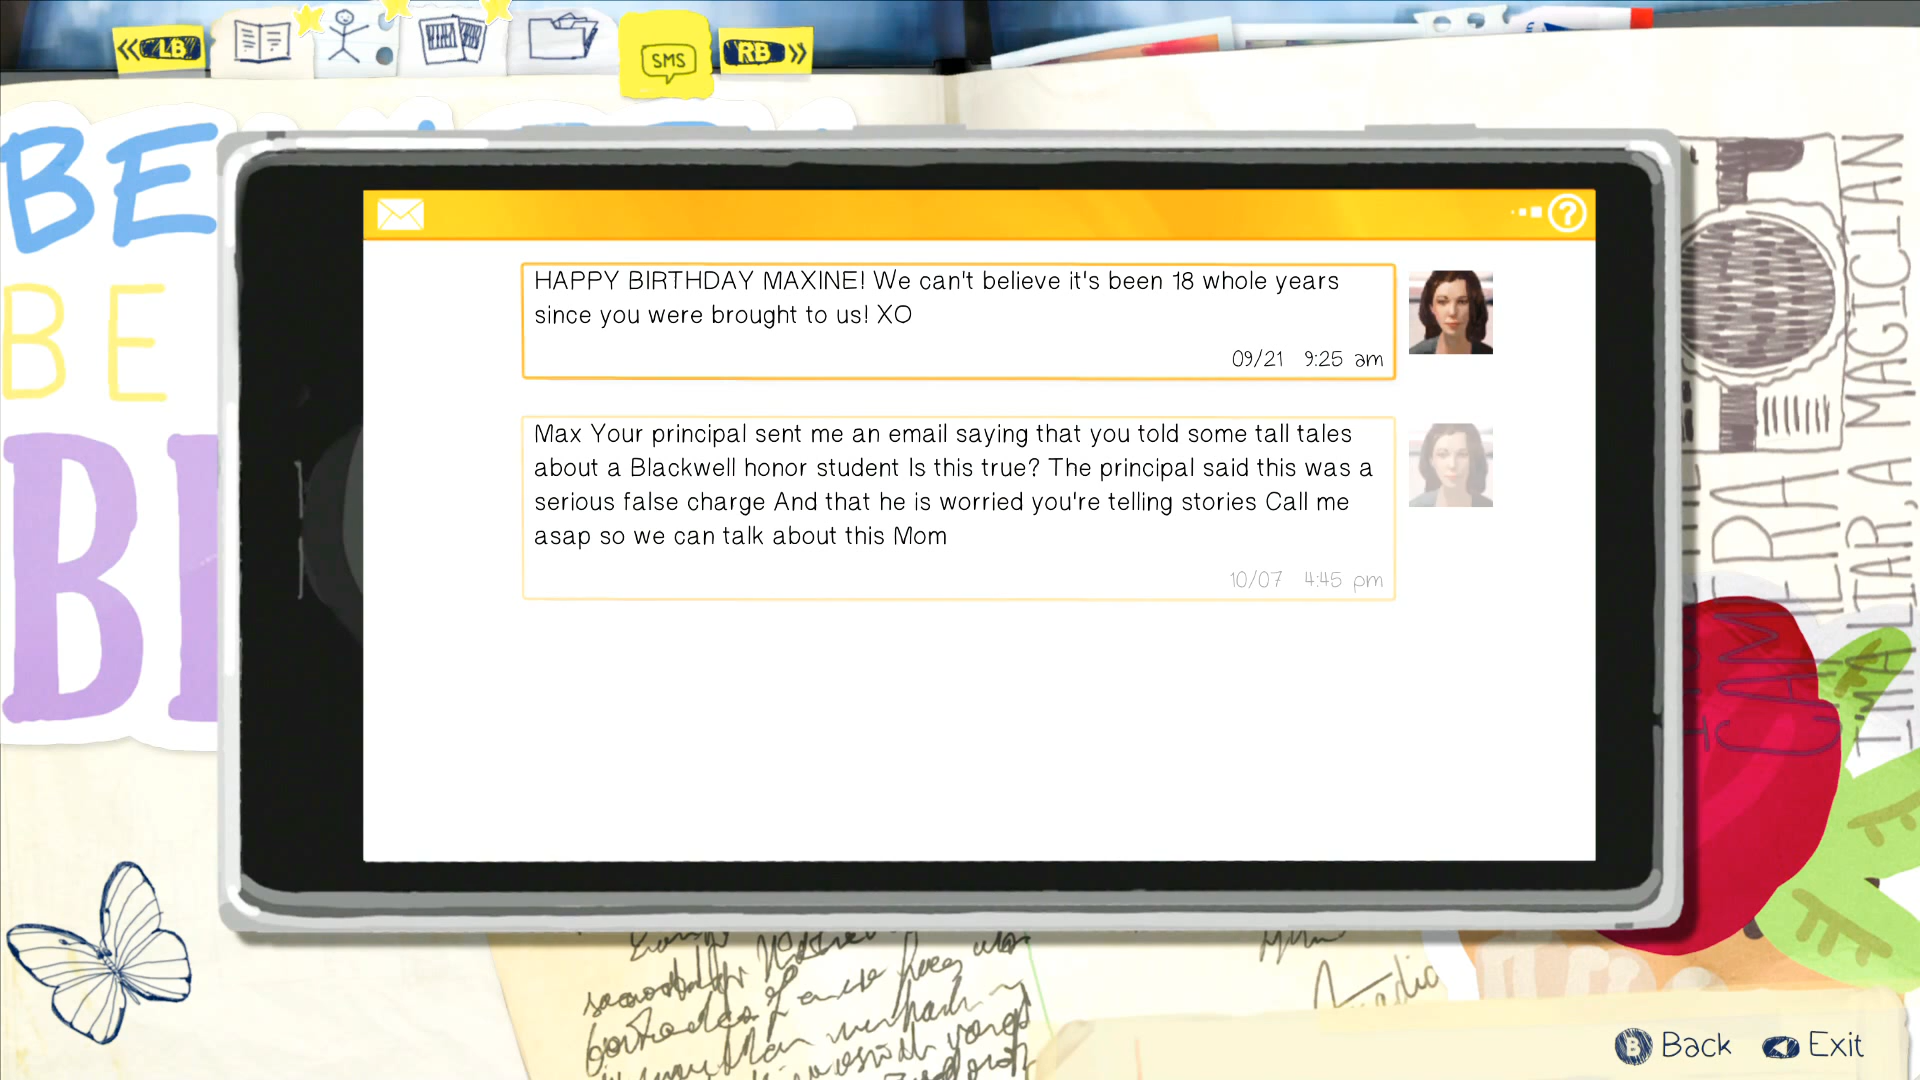 LB
SMS
RB
BE
BE
HAPPY BIRTHDAY MAXINE! We can't believe it's been 18 whole years
since you were brought to us! XO
09/21 9:25 am
Max Your principal sent me an email saying that you told some tall tales
about a Blackwell honor student Is this true? The principal said this was a
serious false charge And that he is worried you're telling stories Call me
asap so we can talk about this Mom
10/07 4:45 pm
CAMERA
I'M A LIAR, A MAGICIAN
B Back
Exit